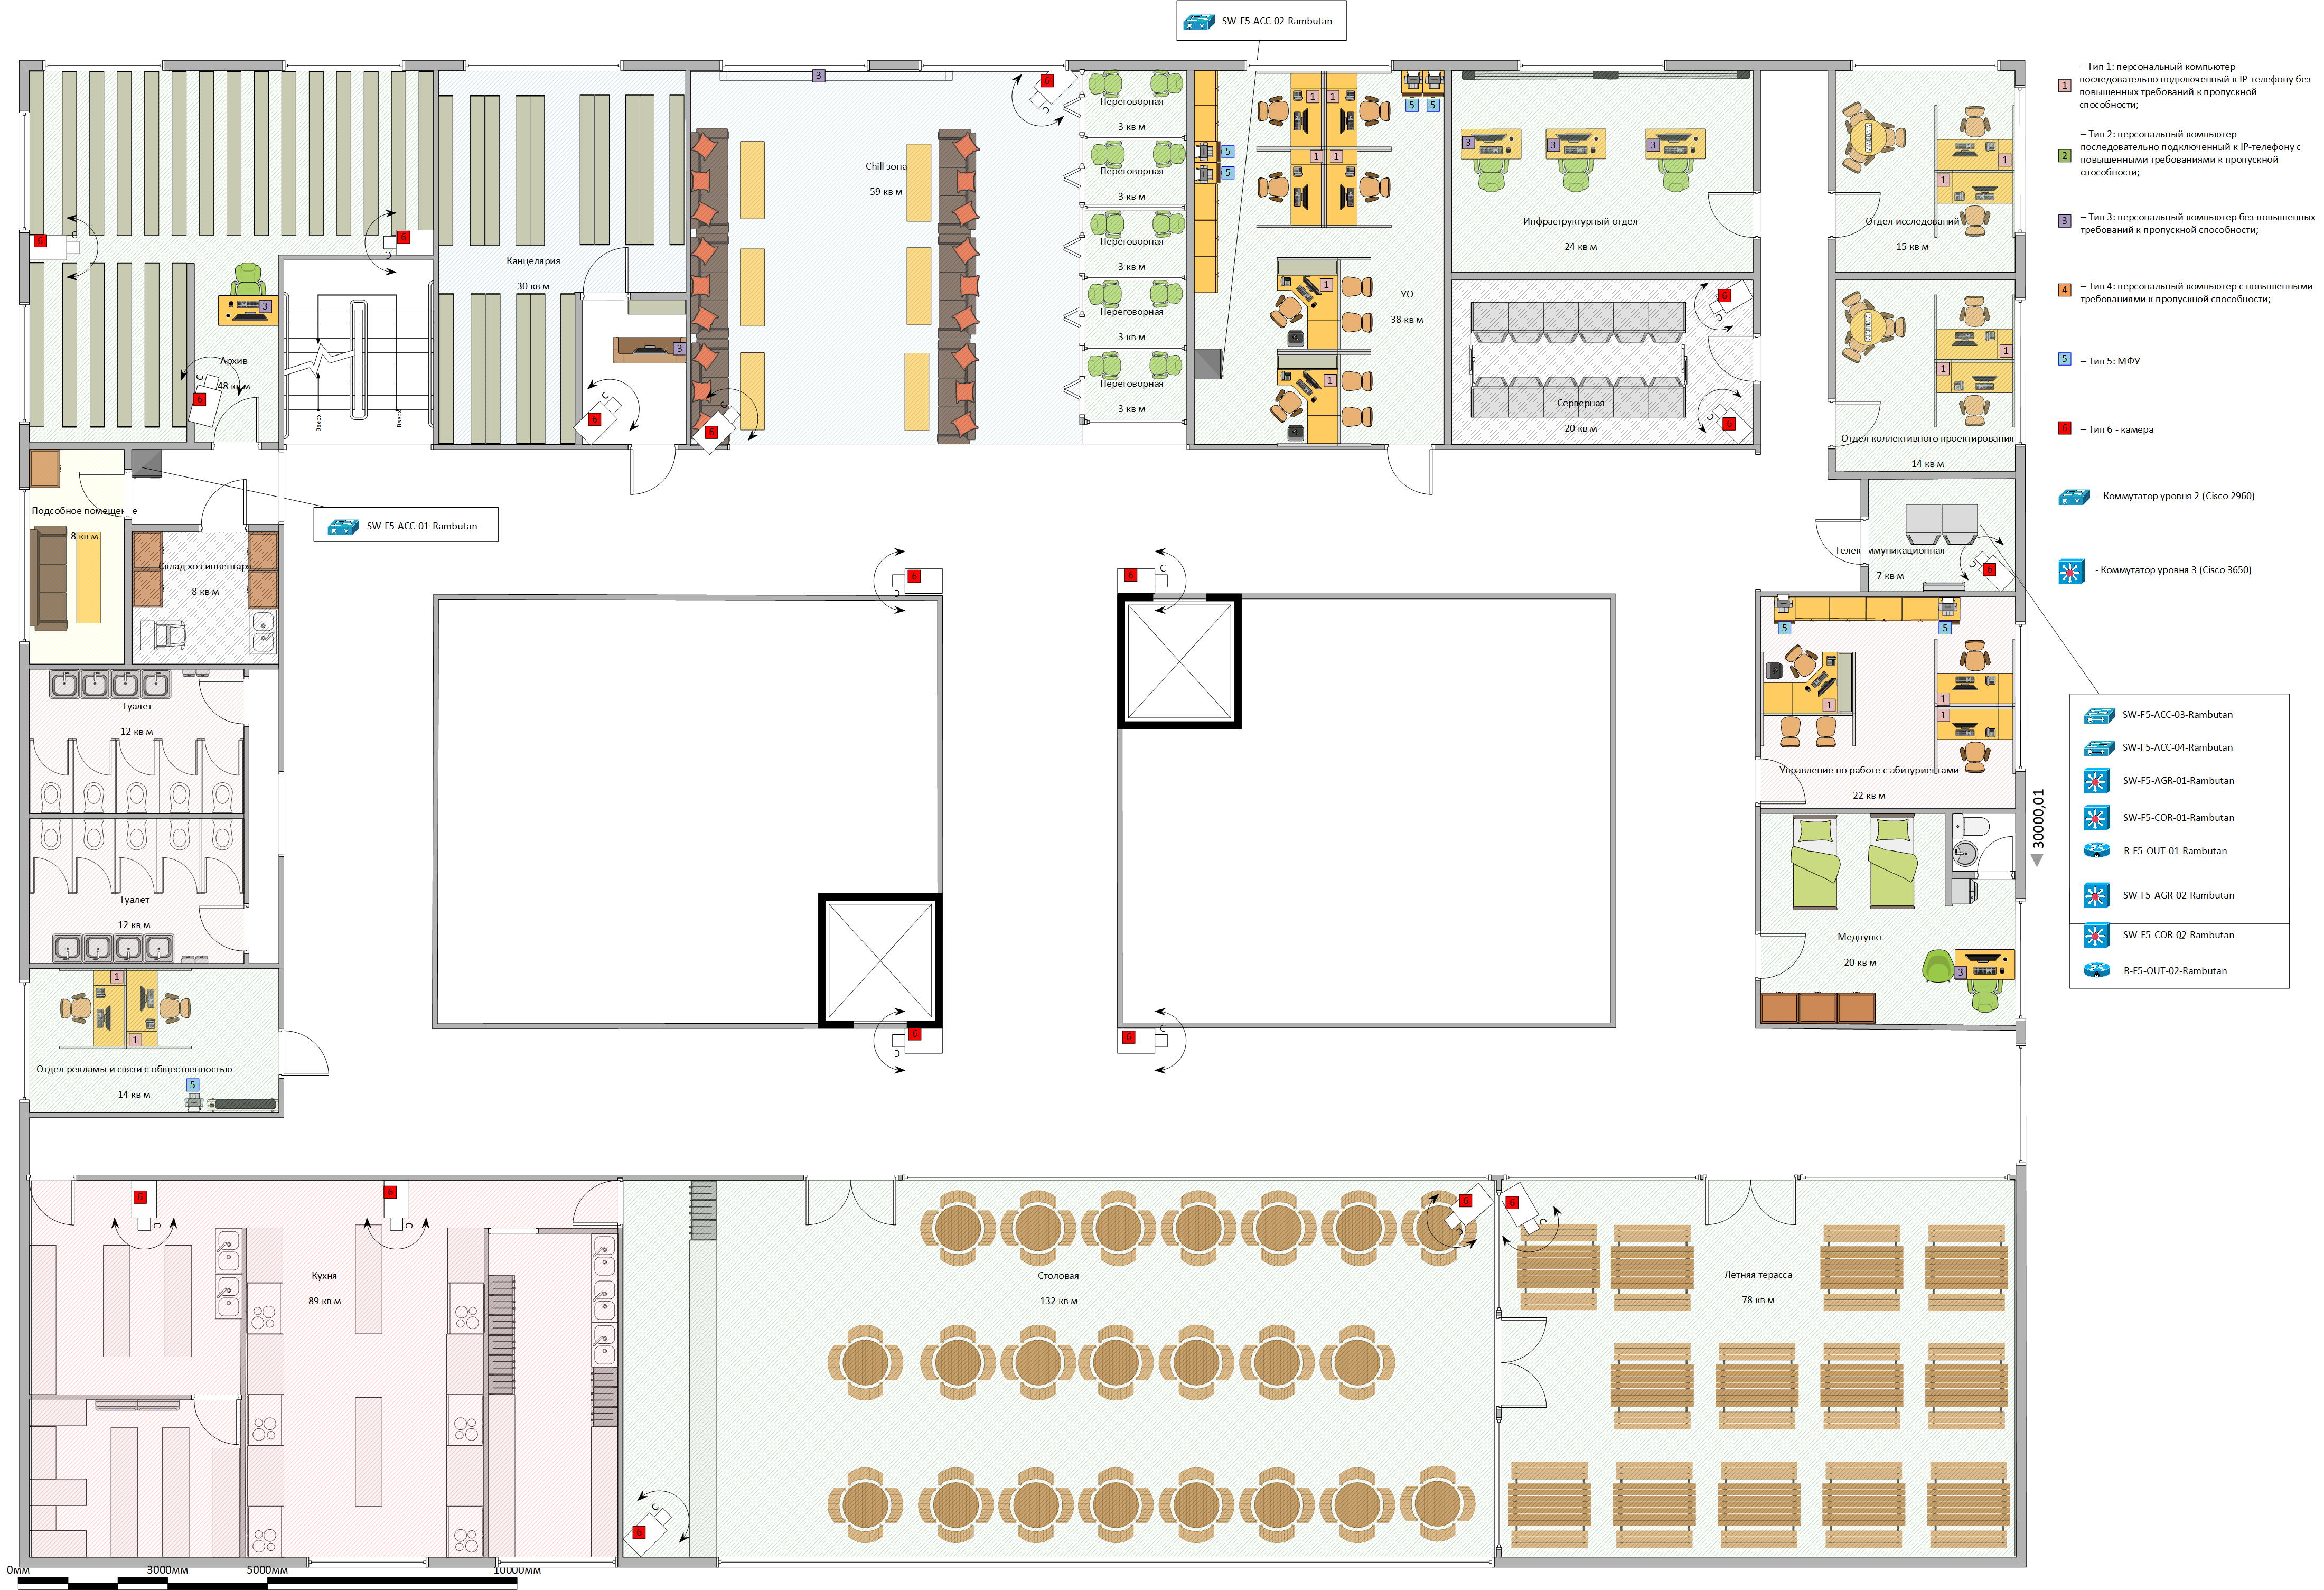 SW-F5-ACC-02-Rambutan
1
– Тип 1: персональный компьютер
последовательно подключенный к IP-телефону без
повышенных требований к пропускной
способности;
2
– Тип 2: персональный компьютер
последовательно подключенный к IP-телефону с
повышенными требованиями к пропускной
способности;
3
– Тип 3: персональный компьютер без повышенных
требований к пропускной способности;
4
– Тип 4: персональный компьютер с повышенными
требованиями к пропускной способности;
5
– Тип 5: МФУ
6
– Тип 6 - камера
- Коммутатор уровня 2 (Cisco 2960)
- Коммутатор уровня 3 (Cisco 3650)
Архив
48 кв м
Вверх
Вверх
Канцелярия
30 кв м
Chill зона
59 кв м
Переговорная
3 кв м
Переговорная
3 кв м
Переговорная
3 кв м
Переговорная
3 кв м
Переговорная
3 кв м
УО
38 кв м
Инфраструктурный отдел
24 кв м
Серверная
20 кв м
Отдел исследований
15 кв м
Отдел коллективного проектирования
14 кв м
Подсобное помещение
8 кв м
SW-F5-ACC-01-Rambutan
Склад хоз инвентаря
8 кв м
Телекоммуникационная
7 кв м
Туалет
12 кв м
Туалет
12 кв м
Управление по работе с абитуриентами
22 кв м
Медпункт
20 кв м
30000,01
SW-F5-ACC-03-Rambutan
SW-F5-ACC-04-Rambutan
SW-F5-AGR-01-Rambutan
SW-F5-COR-01-Rambutan
R-F5-OUT-01-Rambutan
SW-F5-AGR-02-Rambutan
SW-F5-COR-02-Rambutan
R-F5-OUT-02-Rambutan
Отдел рекламы и связи с общественностью
14 кв м
Кухня
89 кв м
Столовая
132 кв м
Летняя терасса
78 кв м
0мм 3000мм 5000мм 10000мм